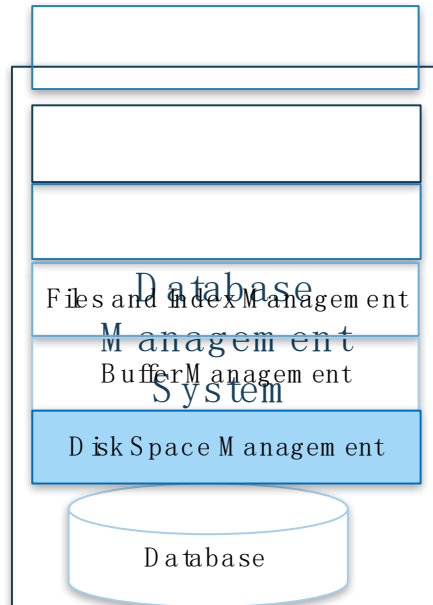 Database
Files and Index Management
Management
Buffer Management
System
Disk Space Management
Database